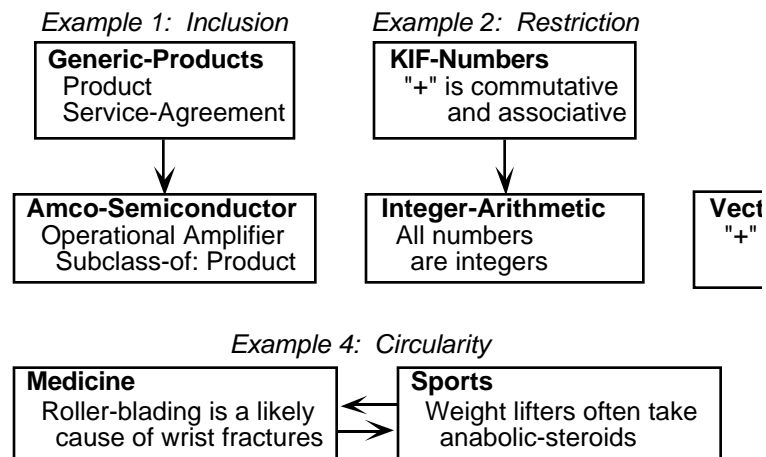 Example 1: Inclusion
Generic-Products
Product
Service-Agreement
Amco-Semiconductor
Operational Amplifier
Subclass-of: Product
Example 2: Restriction
KIF-Numbers
"+" is commutative
and associative
Integer-Arithmetic
All numbers
are integers
"+"
Example 4: Circularity
Medicine
Roller-blading is a likely
cause of wrist fractures
Sports
Weight lifters often take
anabolic-steroids